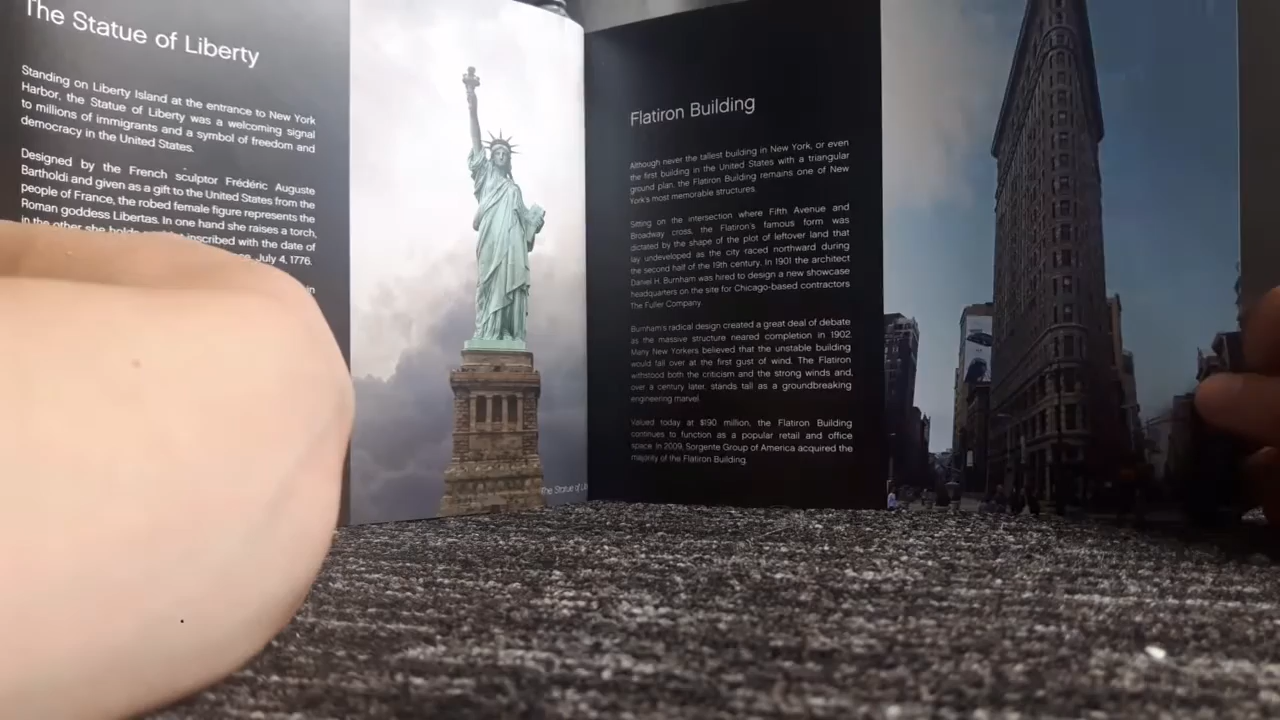 The Statue of Liberty
Standing on Liberty Island at the entrance to New York
Harbor, the Statue of Liberty was a welcoming signal
to millions of immigrants and a symbol of freedom and
democracy in the United States.
Designed by the French sculptor Frédéric Auguste
Bartholdi and given as a gift to the United States from the
people of France, the robed female figure represents the
Roman goddess Libertas. In one hand she raises a torch,
in the other she holds inscribed with the date of
July 4, 1776.
in
The Statue of Lib
Flatiron Building
Although never the tallest building in New York, or even
the first building in the United States with a triangular
ground plan, the Flatiron Building remains one of New
York's most memorable structures.
Sitting on the intersection where Fifth Avenue and
Broadway cross, the Flatiron's famous form was
dictated by the shape of the plot of leftover land that
lay undeveloped as the city raced northward during
the second half of the 19th century. In 1901 the architect
Daniel H. Burnham was hired to design a new showcase
headquarters on the site for Chicago-based contractors
The Fuller Company.
Burnham's radical design created a great deal of debate
as the massive structure neared completion in 1902.
Many New Yorkers believed that the unstable building
would fall over at the first gust of wind. The Flatiron
withstood both the criticism and the strong winds and,
over a century later, stands tall as a groundbreaking
engineering marvel.
Valued today at $190 million, the Flatiron Building
continues to function as a popular retail and office
space. In 2009, Sorgente Group of America acquired the
majority of the Flatiron Building.